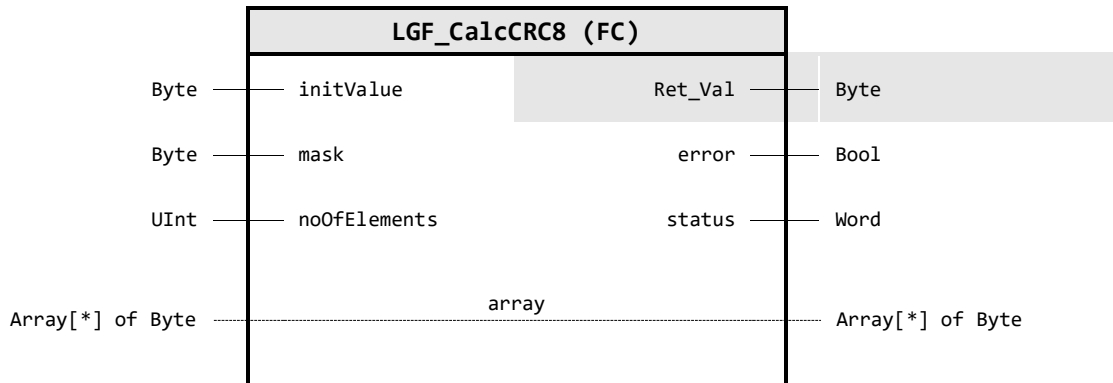 LGF_CalcCRC8 (FC)
Byte initValue Ret_Val Byte
Byte mask error Bool
UInt noOfElements status Word
array
Array[*] of Byte Array[*] of Byte